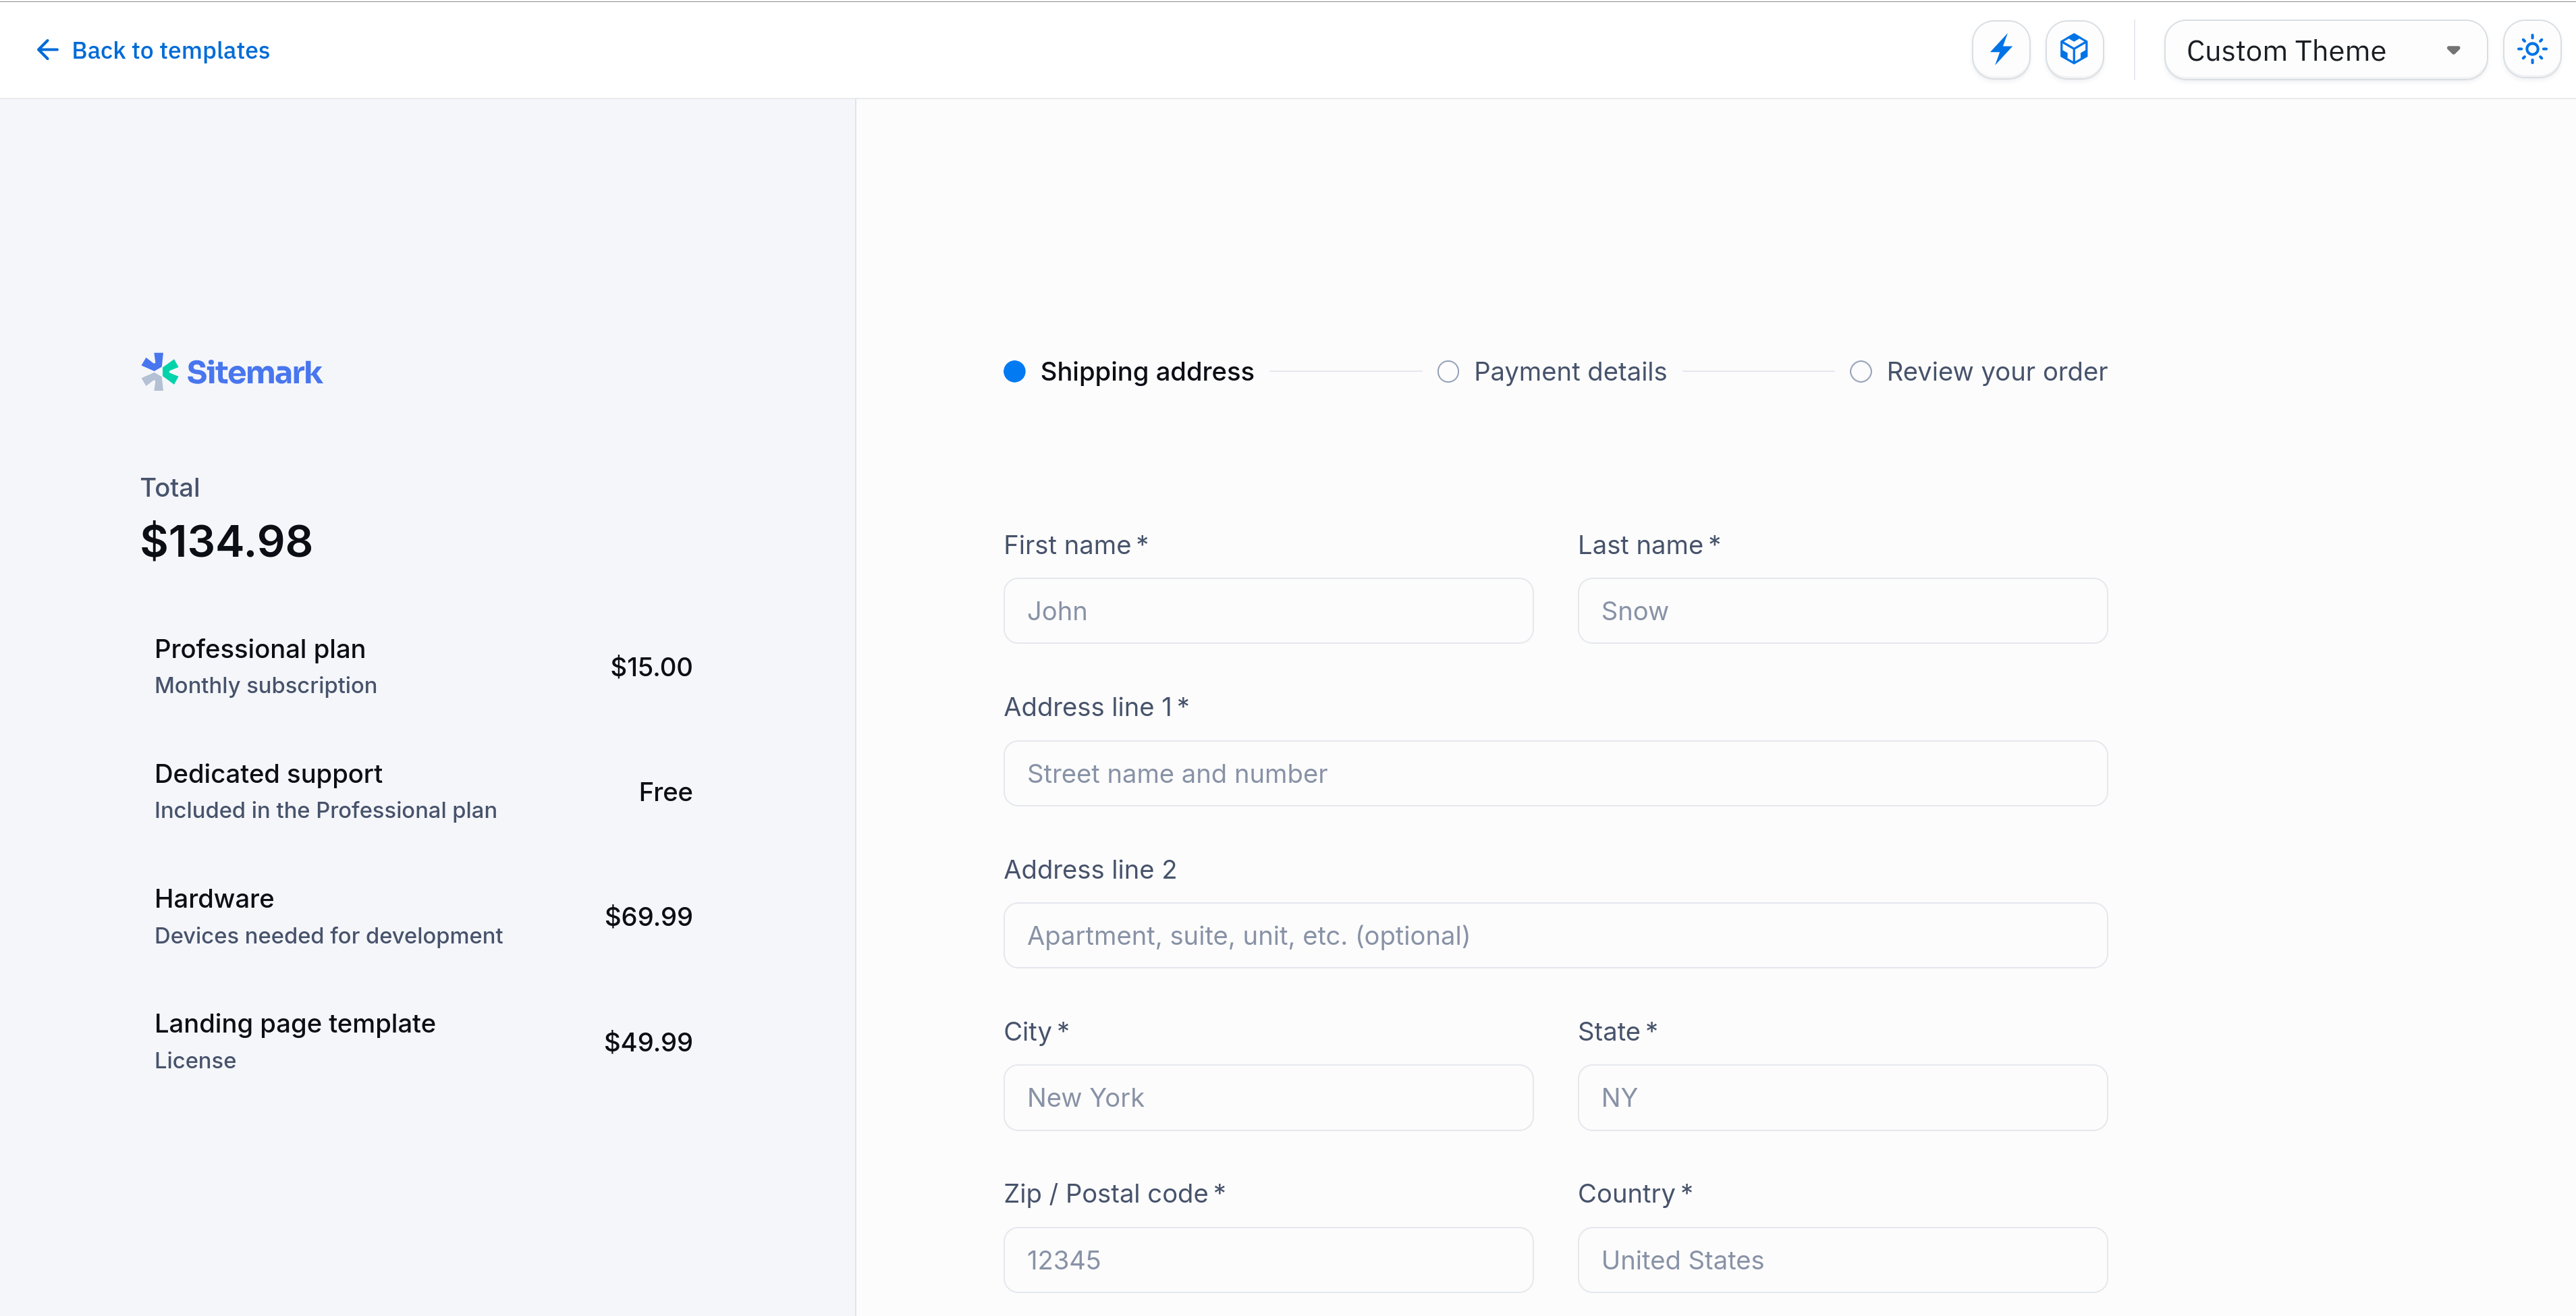 Back to templates
Custom Theme
Sitemark
Total
$134.98
Professional plan
Monthly subscription
$15.00
Dedicated support
Included in the Professional plan
Free
Hardware
Devices needed for development
$69.99
Landing page template
License
$49.99
Shipping address
Payment details
Review your order
First name *
John
Last name *
Snow
Address line 1 *
Street name and number
Address line 2
Apartment, suite, unit, etc. (optional)
City *
New York
State *
NY
Zip / Postal code *
12345
Country *
United States